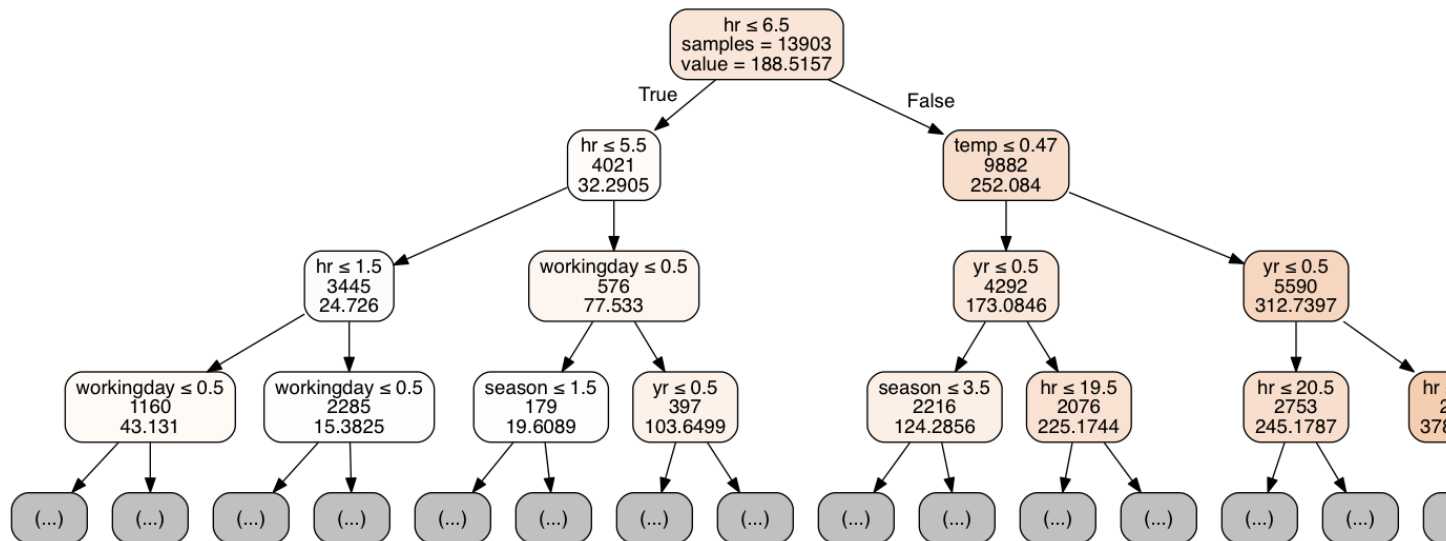 hr ≤ 6.5
samples = 13903
value = 188.5157
True
False
hr ≤ 5.5
4021
32.2905
temp ≤ 0.47
9882
252.084
hr ≤ 1.5
3445
24.726
workingday ≤ 0.5
576
77.533
yr ≤ 0.5
4292
173.0846
yr ≤ 0.5
5590
312.7397
workingday ≤ 0.5
1160
43.131
workingday ≤ 0.5
2285
15.3825
season ≤ 1.5
179
19.6089
yr ≤ 0.5
397
103.6499
season ≤ 3.5
2216
124.2856
hr ≤ 19.5
2076
225.1744
hr ≤ 20.5
2753
245.1787
hr
2
378
(...)
(...)
(...)
(...)
(...)
(...)
(...)
(...)
(...)
(...)
(...)
(...)
(...)
(...)